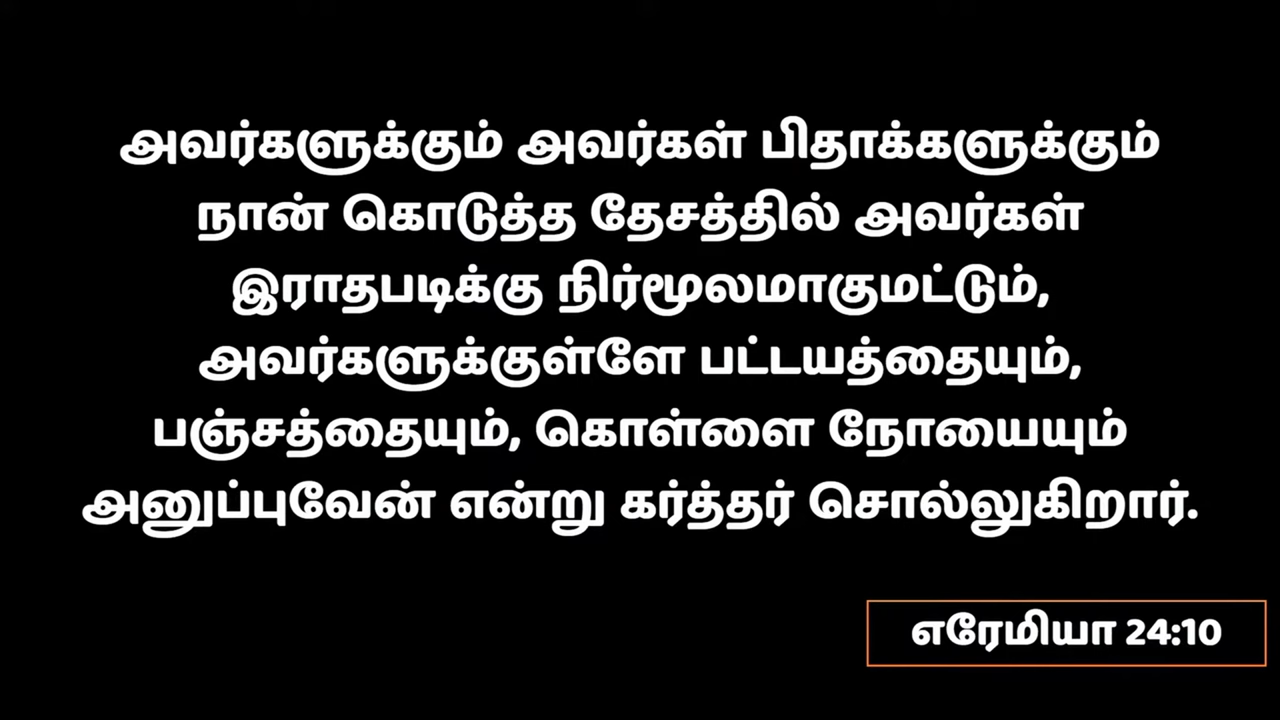 அவர்களுக்கும் அவர்கள் பிதாக்களுக்கும்
நான் கொடுத்த தேசத்தில் அவர்கள்
இராதபடிக்கு நிர்மூலமாகுமட்டும்,
அவர்களுக்குள்ளே பட்டயத்தையும்,
பஞ்சத்தையும், கொள்ளை நோயையும்
அனுப்புவேன் என்று கர்த்தர் சொல்லுகிறார்.
எரேமியா 24:10